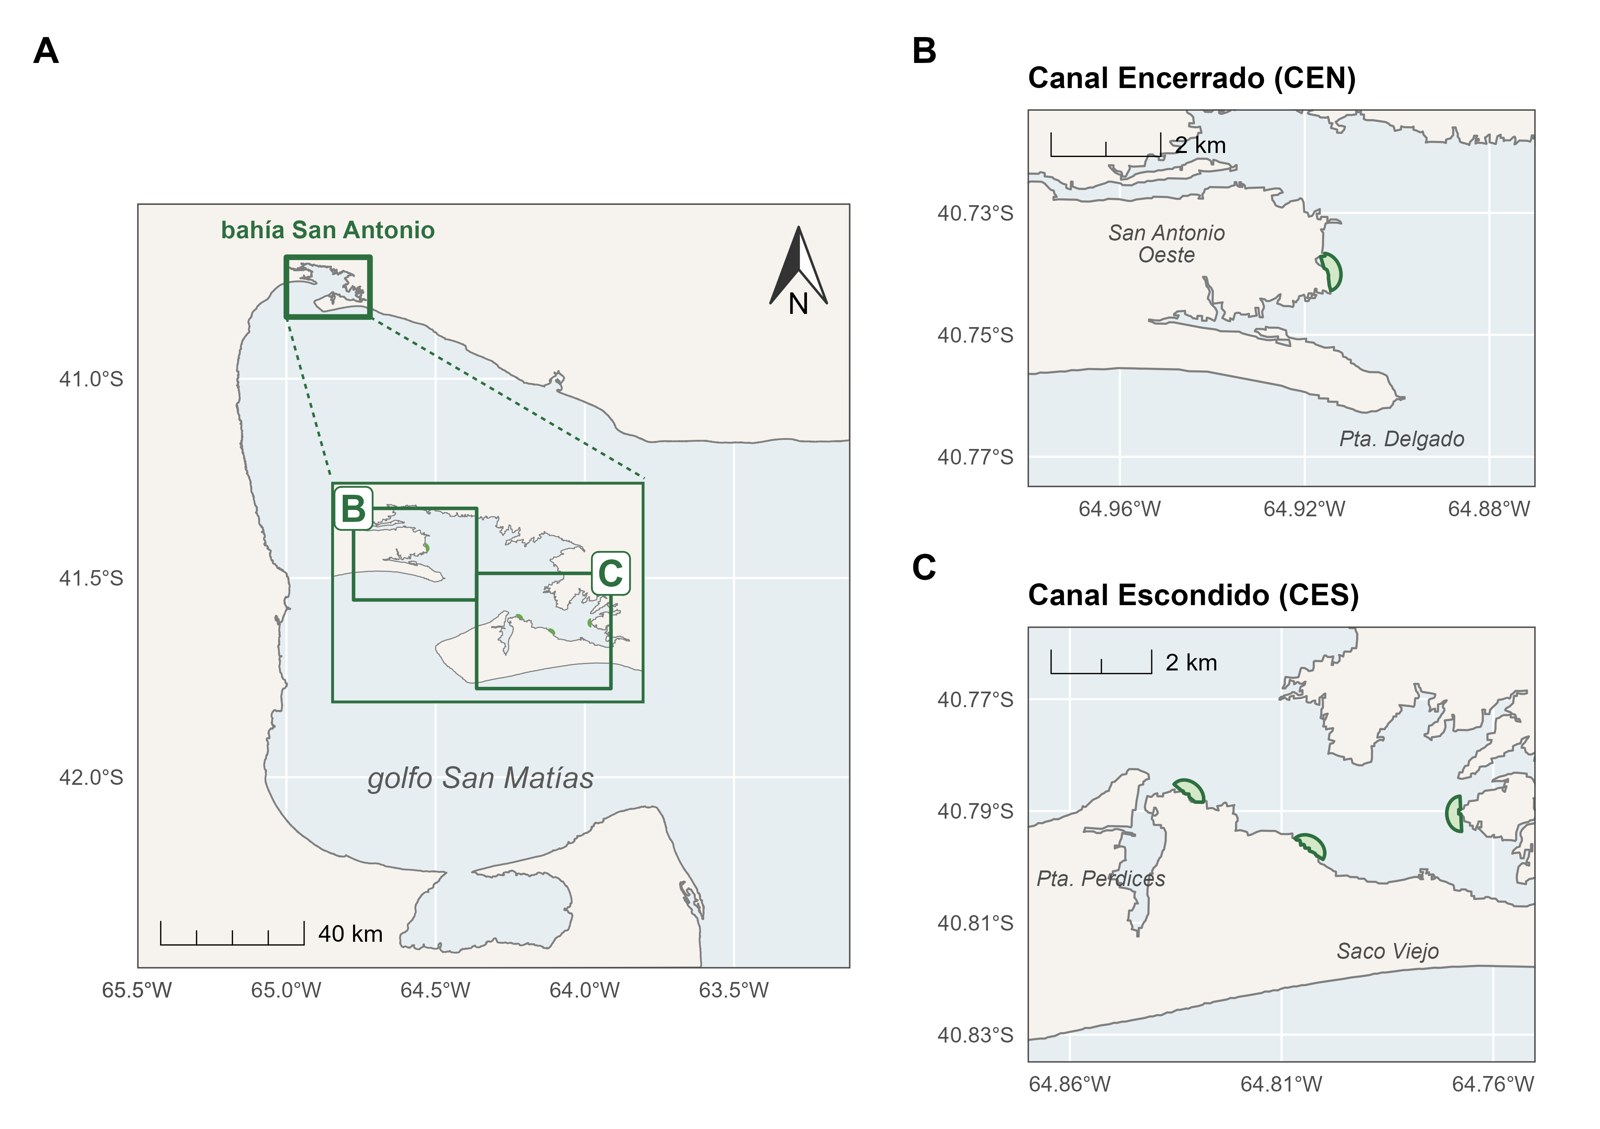 A
bahía San Antonio
N
B
C
golfo San Matías
40 km
41.0°S
41.5°S
42.0°S
65.5°W
65.0°W
64.5°W
64.0°W
63.5°W
B
Canal Encerrado (CEN)
2 km
San Antonio
Oeste
Pta. Delgado
40.73°S
40.75°S
40.77°S
64.96°W
64.92°W
64.88°W
C
Canal Escondido (CES)
2 km
Pta. Perdices
Saco Viejo
40.77°S
40.79°S
40.81°S
40.83°S
64.86°W
64.81°W
64.76°W